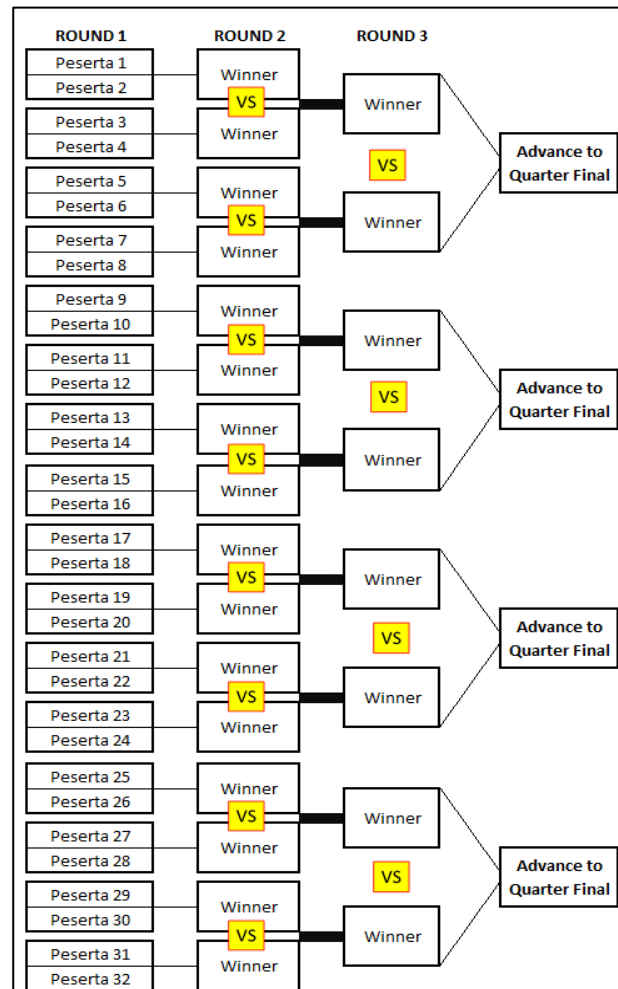 ROUND 1
ROUND 2
ROUND 3
Peserta 1
Peserta 2
Winner
VS
Peserta 3
Peserta 4
Winner
Winner
VS
Advance to
Quarter Final
Peserta 5
Peserta 6
Winner
VS
Peserta 7
Peserta 8
Winner
Winner
Peserta 9
Peserta 10
Winner
VS
Peserta 11
Peserta 12
Winner
Winner
VS
Advance to
Quarter Final
Peserta 13
Peserta 14
Winner
VS
Peserta 15
Peserta 16
Winner
Winner
Peserta 17
Peserta 18
Winner
VS
Peserta 19
Peserta 20
Winner
Winner
VS
Advance to
Quarter Final
Peserta 21
Peserta 22
Winner
VS
Peserta 23
Peserta 24
Winner
Winner
Peserta 25
Peserta 26
Winner
VS
Peserta 27
Peserta 28
Winner
Winner
VS
Advance to
Quarter Final
Peserta 29
Peserta 30
Winner
VS
Peserta 31
Peserta 32
Winner
Winner